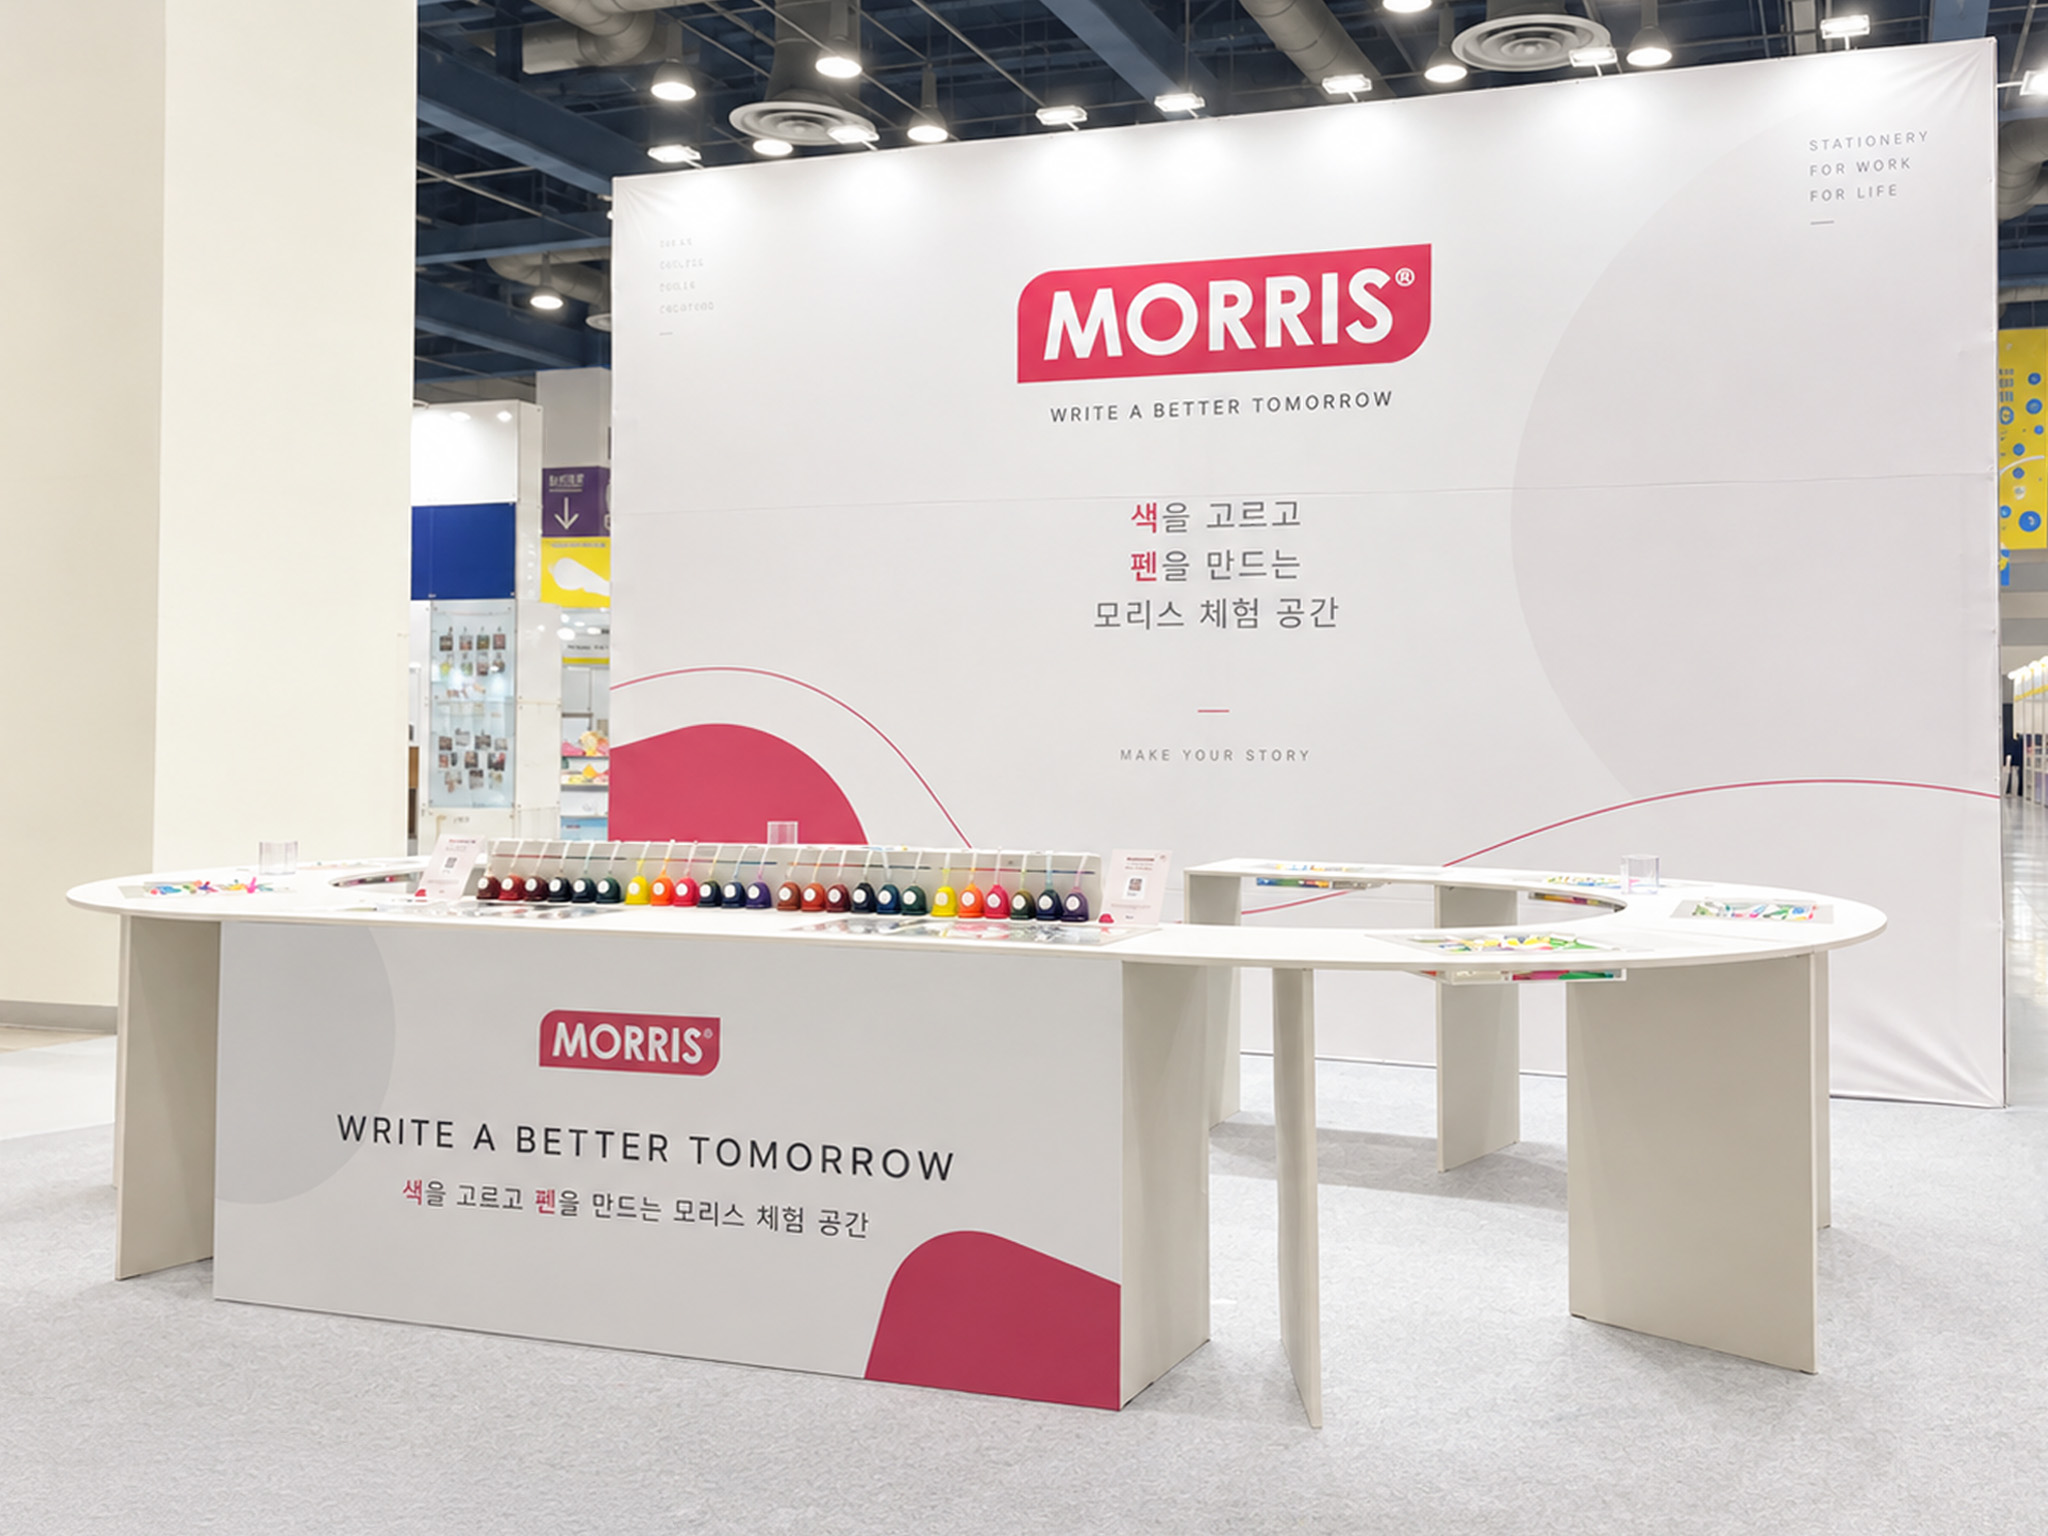 STATIONERY
FOR WORK
FOR LIFE
MORRIS®
WRITE A BETTER TOMORROW
색을 고르고
펜을 만드는
모리스 체험 공간
MAKE YOUR STORY
MORRIS®
WRITE A BETTER TOMORROW
색을 고르고 펜을 만드는 모리스 체험 공간